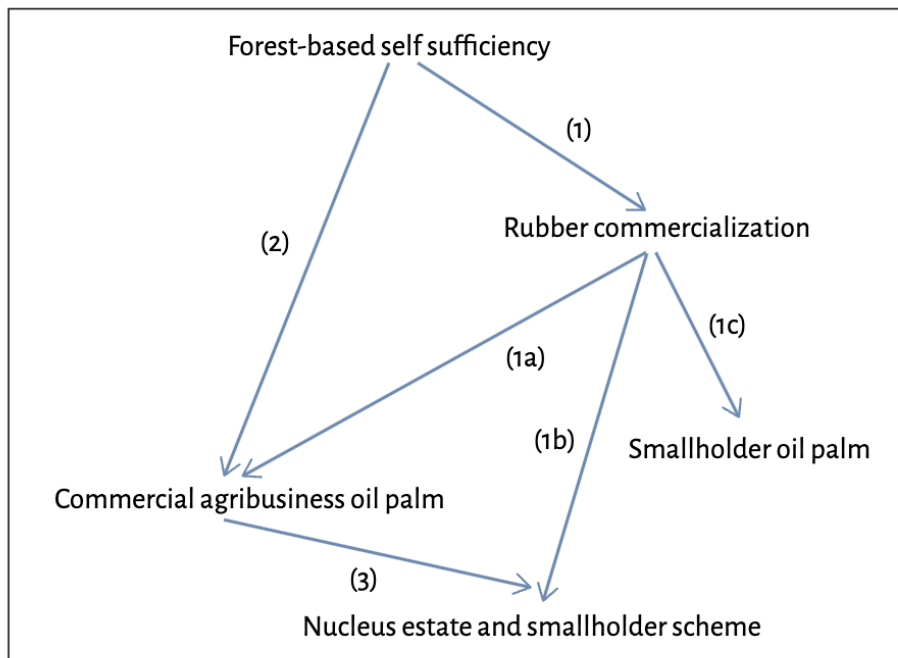 Forest-based self sufficiency
(1)
Rubber commercialization
(2)
(1c)
(1a)
(1b)
Smallholder oil palm
Commercial agribusiness oil palm
(3)
Nucleus estate and smallholder scheme